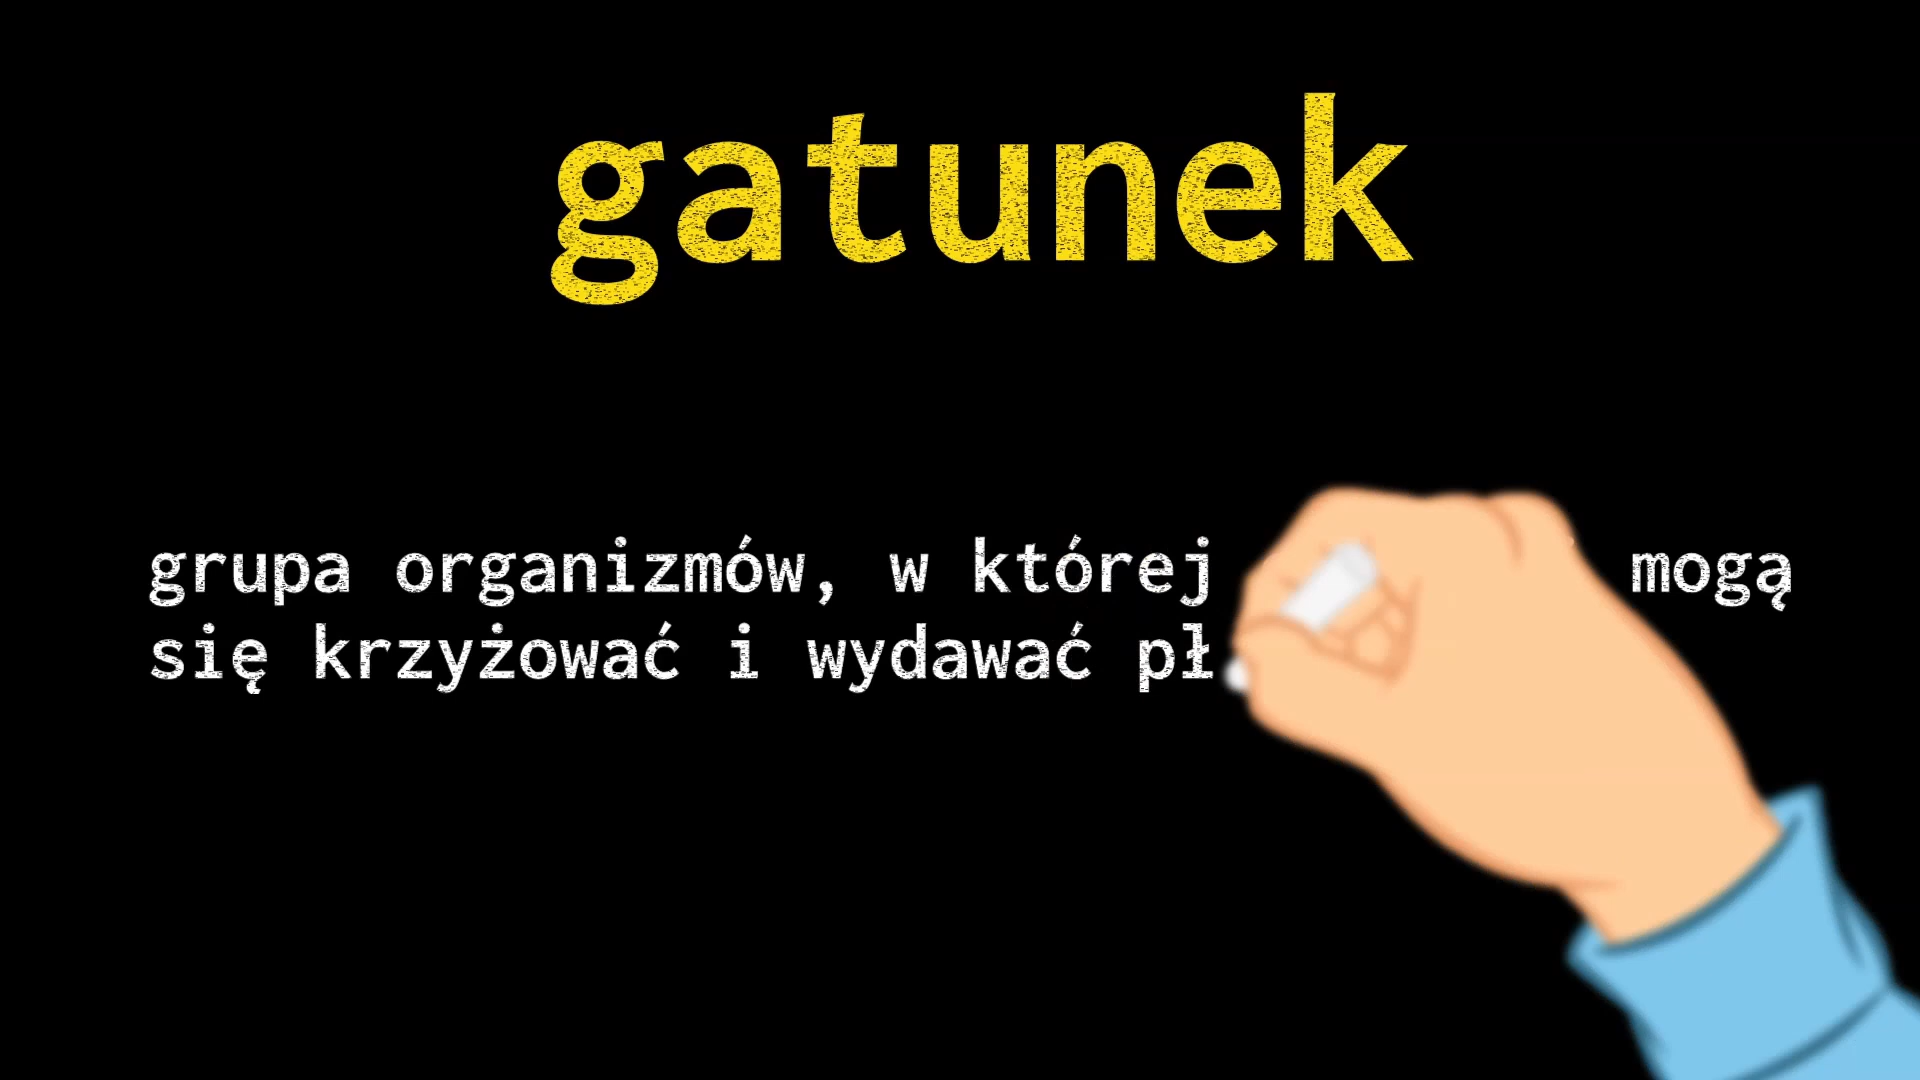 gatunek
grupa organizmów, w której mogą
się krzyżować i wydawać pł